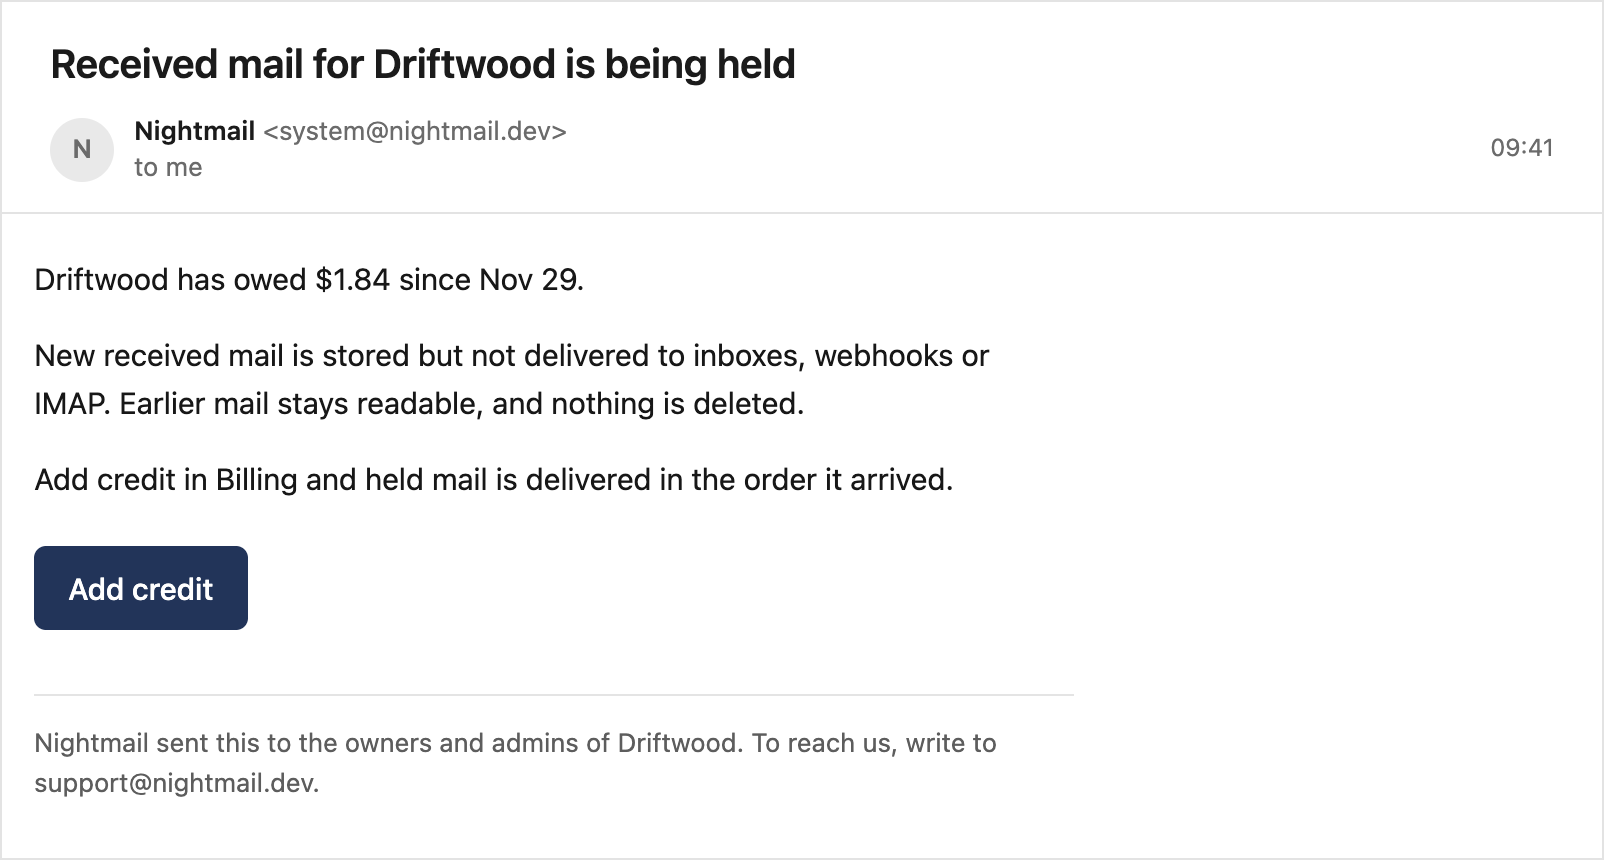 Received mail for Driftwood is being held
N
Nightmail <system@nightmail.dev>
to me
09:41
Driftwood has owed $1.84 since Nov 29.
New received mail is stored but not delivered to inboxes, webhooks or
IMAP. Earlier mail stays readable, and nothing is deleted.
Add credit in Billing and held mail is delivered in the order it arrived.
Add credit
Nightmail sent this to the owners and admins of Driftwood. To reach us, write to
support@nightmail.dev.